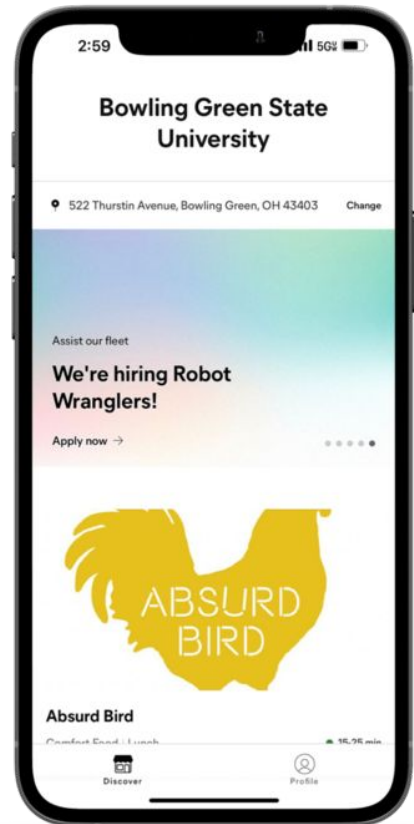 2:59
5G
Bowling Green State
University
522 Thurstin Avenue, Bowling Green, OH 43403 Change
Assist our fleet
We're hiring Robot
Wranglers!
Apply now →
ABSURD
BIRD
Absurd Bird
Comfort Food | Lunch 15-25 min
Discover Profile